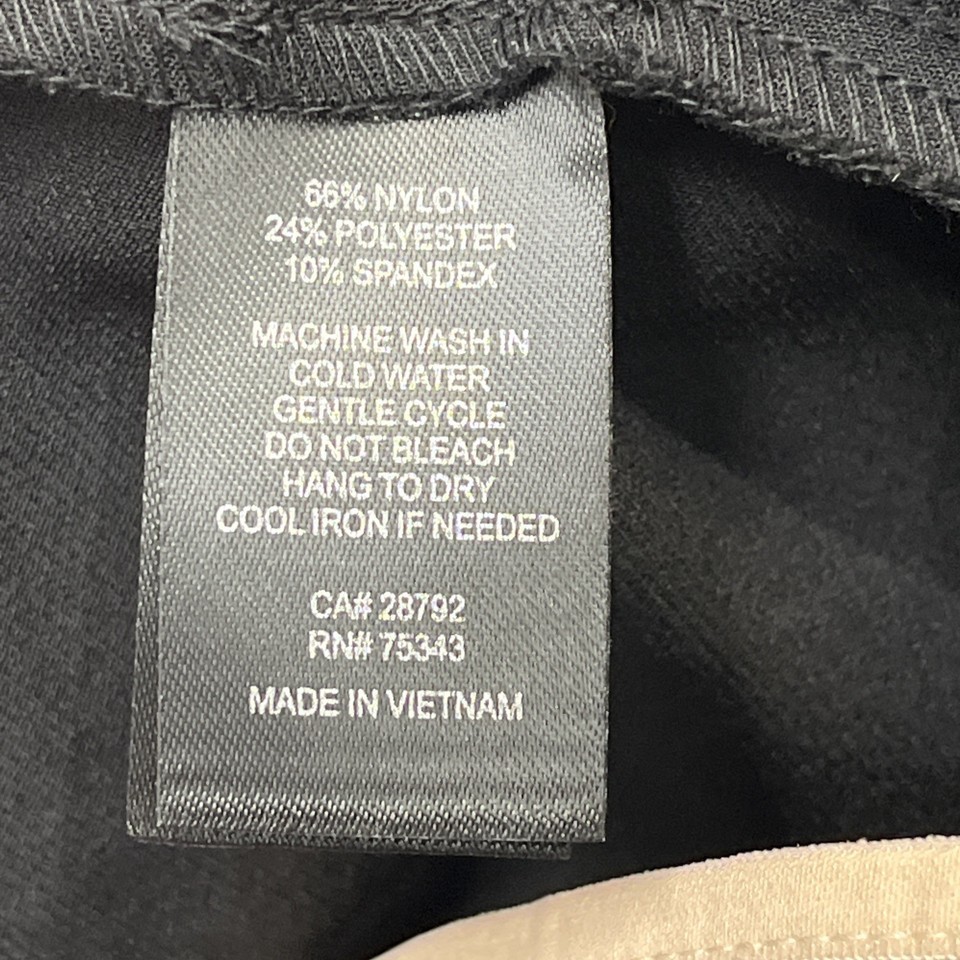 66% NYLON
24% POLYESTER
10% SPANDEX
MACHINE WASH IN
COLD WATER
GENTLE CYCLE
DO NOT BLEACH
HANG TO DRY
COOL IRON IF NEEDED
CA# 28792
RN# 75343
MADE IN VIETNAM